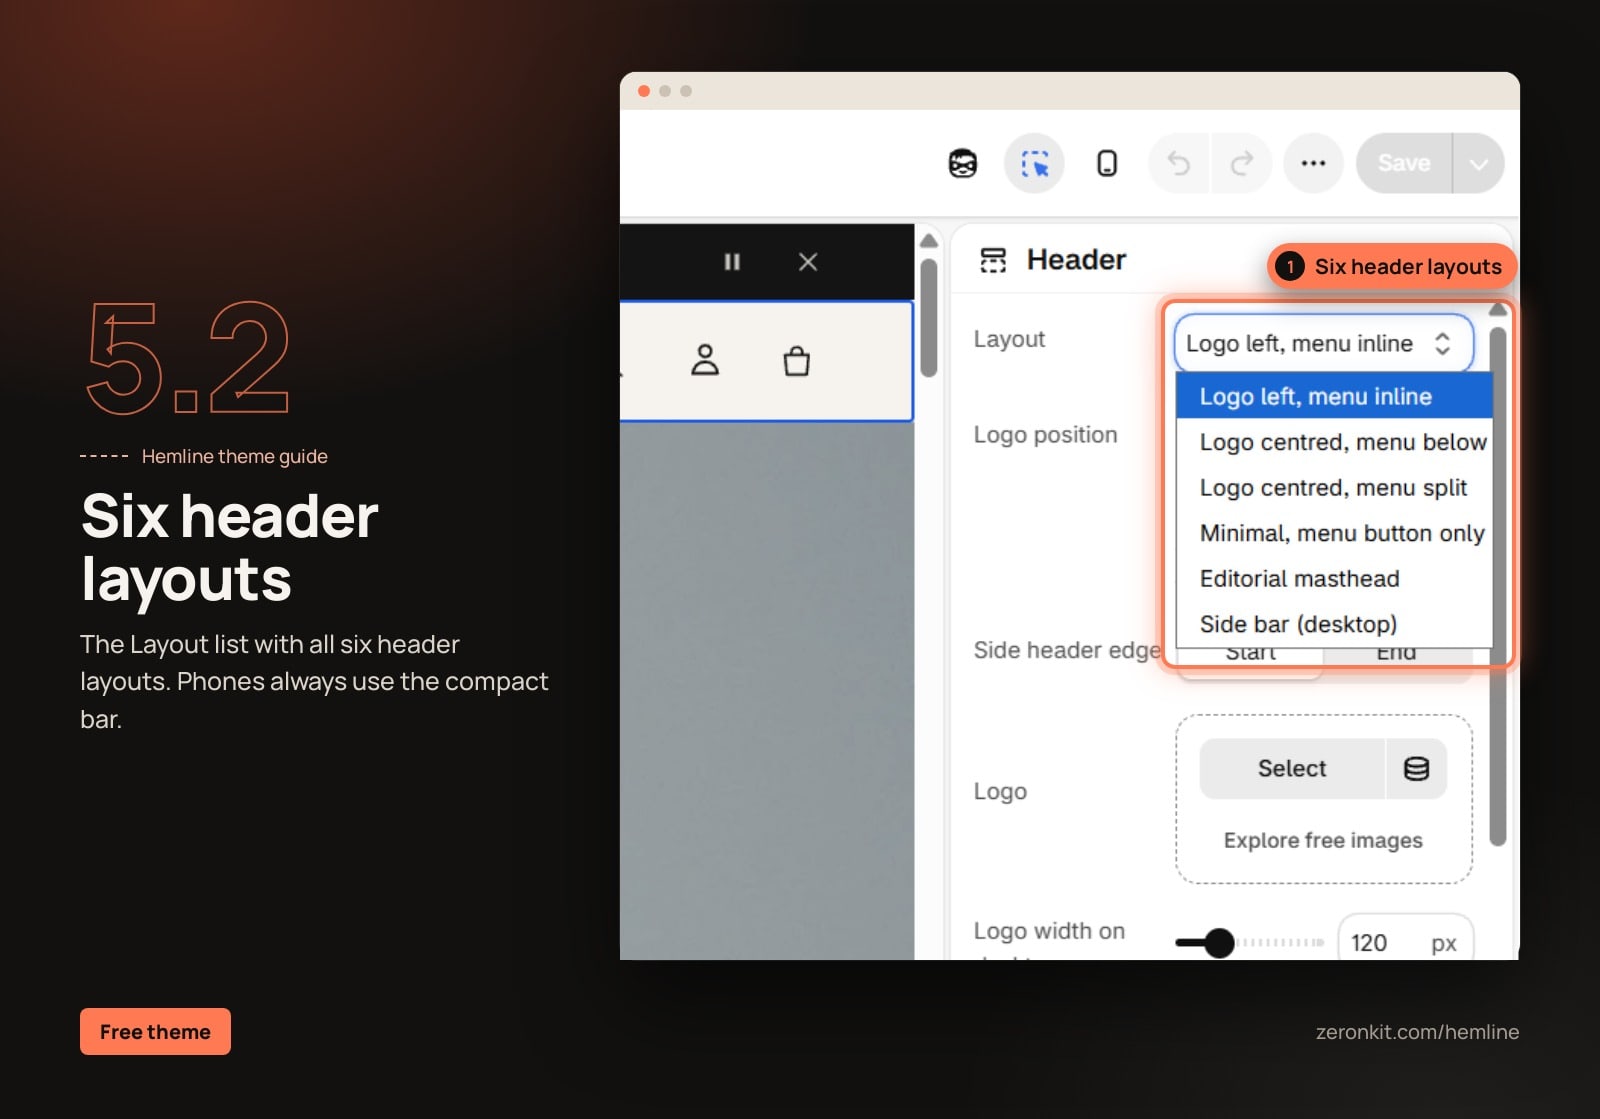 5.2
Hemline theme guide
Six header
layouts
The Layout list with all six header
layouts. Phones always use the compact
bar.
Free theme
Save
Header
1 Six header layouts
Layout
Logo left, menu inline
Logo left, menu inline
Logo centred, menu below
Logo position
Logo centred, menu split
Minimal, menu button only
Editorial masthead
Side bar (desktop)
Side header edge
Start
End
Select
Logo
Explore free images
Logo width on
120 px
zeronkit.com/hemline